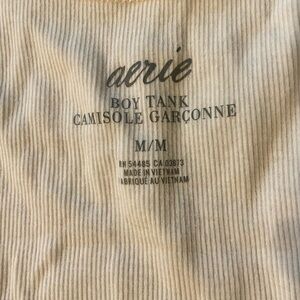 aerie
BOY TANK
CAMISOLE GARÇONNE
M/M
RN 54485 CA 03873
MADE IN VIETNAM
FABRIQUÉ AU VIETNAM